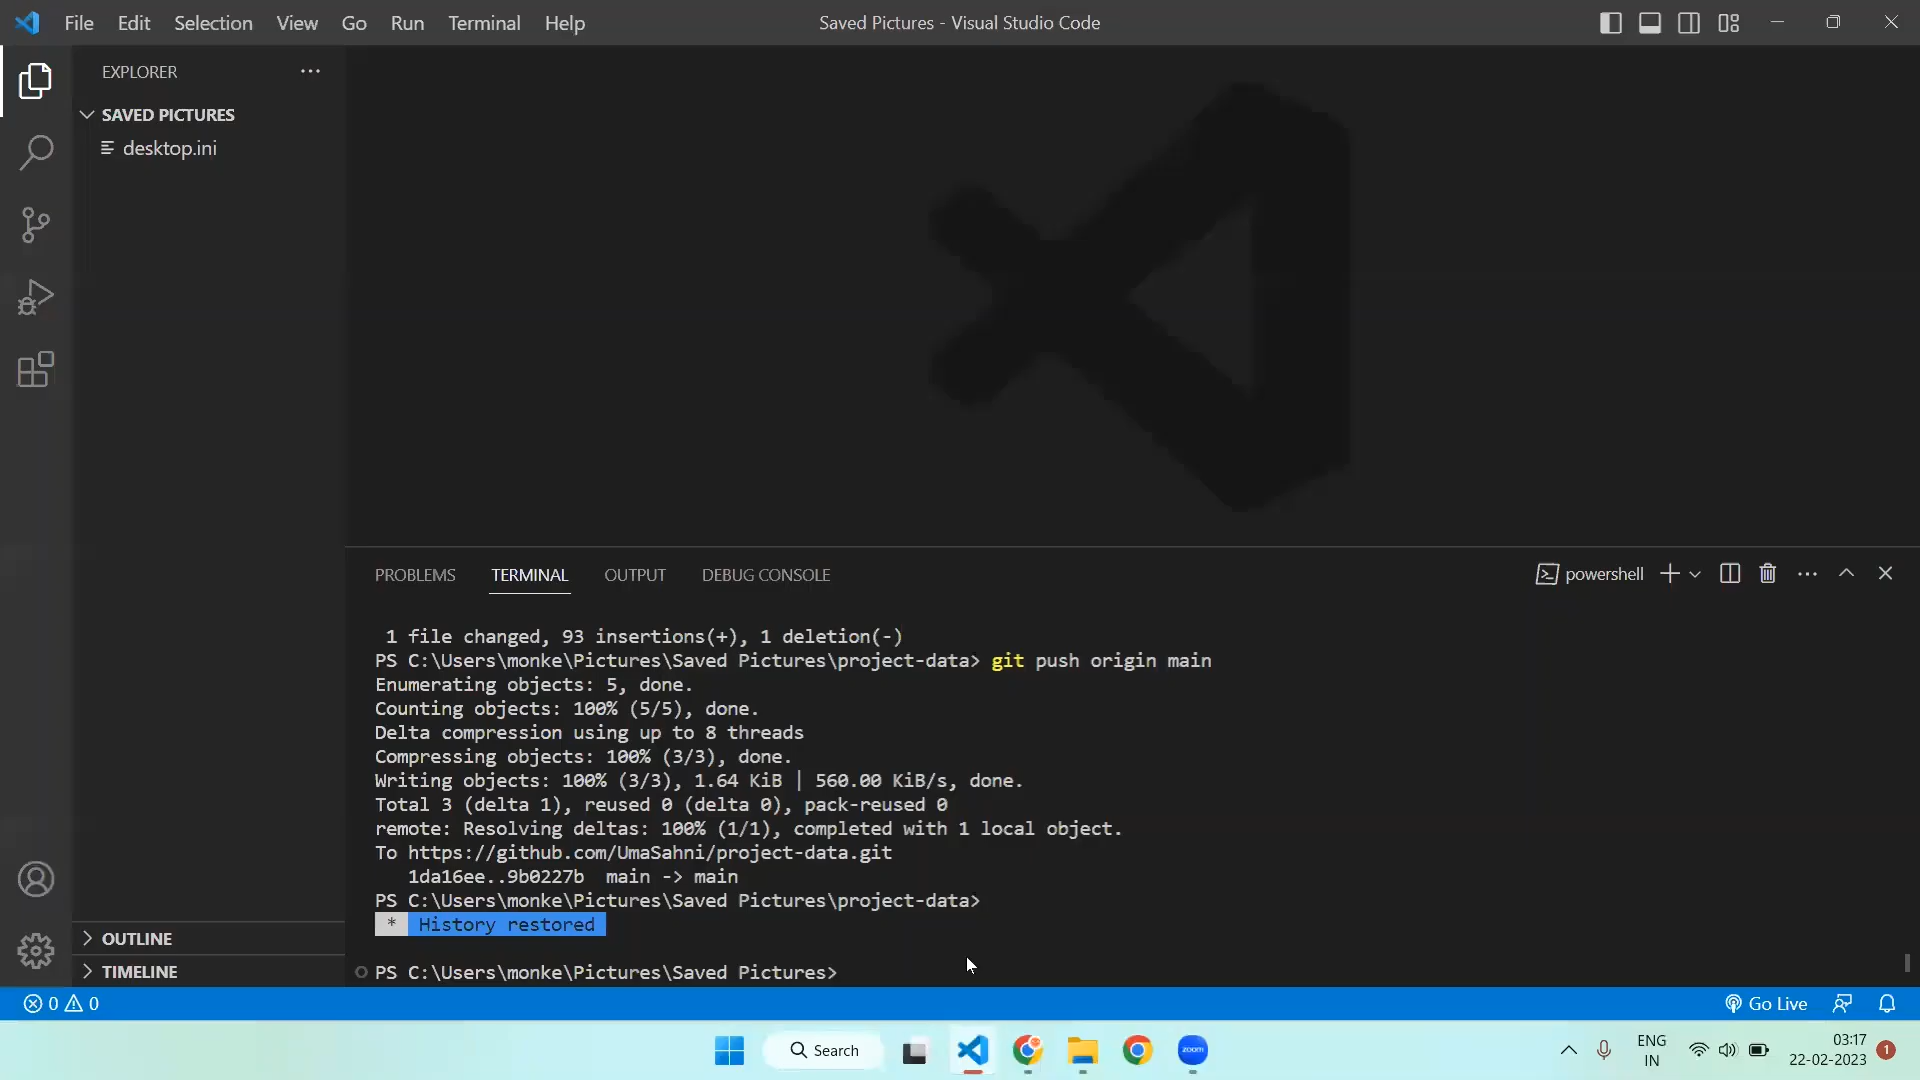 File Edit Selection View Go Run Terminal Help
Saved Pictures - Visual Studio Code
EXPLORER
SAVED PICTURES
desktop.ini
OUTLINE
TIMELINE
PROBLEMS TERMINAL OUTPUT DEBUG CONSOLE
powershell
1 file changed, 93 insertions(+), 1 deletion(-)
PS C:\Users\monke\Pictures\Saved Pictures\project-data> git push origin main
Enumerating objects: 5, done.
Counting objects: 100% (5/5), done.
Delta compression using up to 8 threads
Compressing objects: 100% (3/3), done.
Writing objects: 100% (3/3), 1.64 KiB | 560.00 KiB/s, done.
Total 3 (delta 1), reused 0 (delta 0), pack-reused 0
remote: Resolving deltas: 100% (1/1), completed with 1 local object.
To https://github.com/UmaSahni/project-data.git
1da16ee..9b0227b main -> main
PS C:\Users\monke\Pictures\Saved Pictures\project-data>
* History restored
PS C:\Users\monke\Pictures\Saved Pictures>
0 0
Go Live
Search
zoom
ENG
IN
03:17
22-02-2023
1